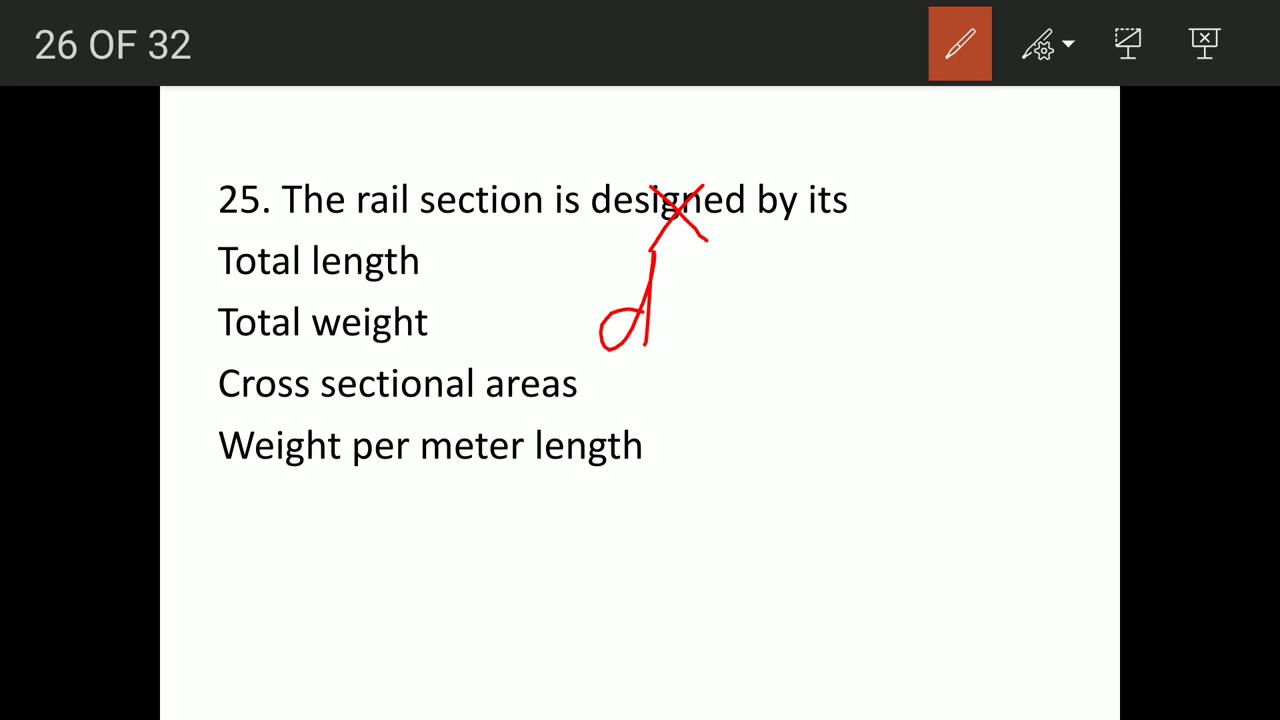 26 OF 32
25. The rail section is designed by its
Total length
d
Total weight
Cross sectional areas
Weight per meter length